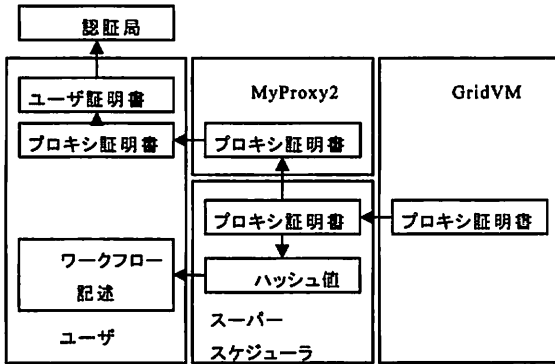 認証局
ユーザ証明書
プロキシ証明書
ワークフロー
記述
ユーザ
MyProxy2
プロキシ証明書
プロキシ証明書
ハッシュ値
スーパー
スケジューラ
GridVM
プロキシ証明書